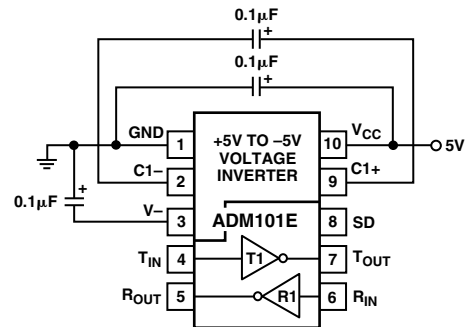 0.1µF
+
0.1µF
+
GND 1 +5V TO –5V VOLTAGE INVERTER 10 VCC 5V
C1– 2 9 C1+
0.1µF
+
V– 3 ADM101E 8 SD
TIN 4 T1 7 TOUT
ROUT 5 R1 6 RIN